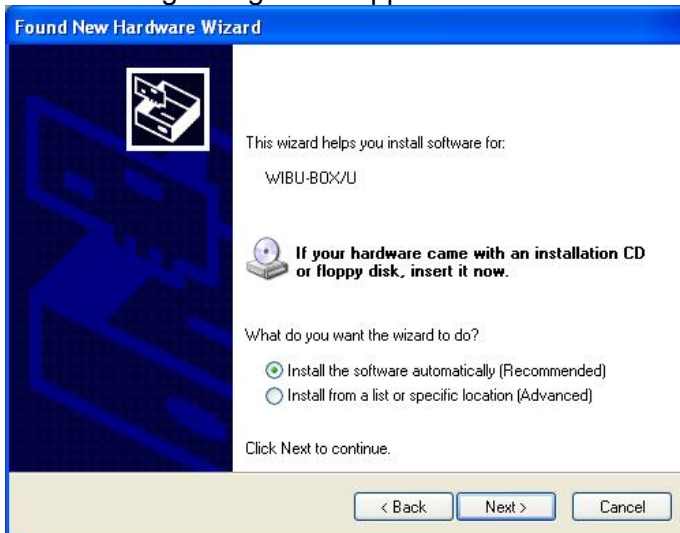 Found New Hardware Wizard
This wizard helps you install software for:
WIBU-BOX/U
If your hardware came with an installation CD
or floppy disk, insert it now.
What do you want the wizard to do?
Install the software automatically (Recommended)
Install from a list or specific location (Advanced)
Click Next to continue.
< Back
Next >
Cancel